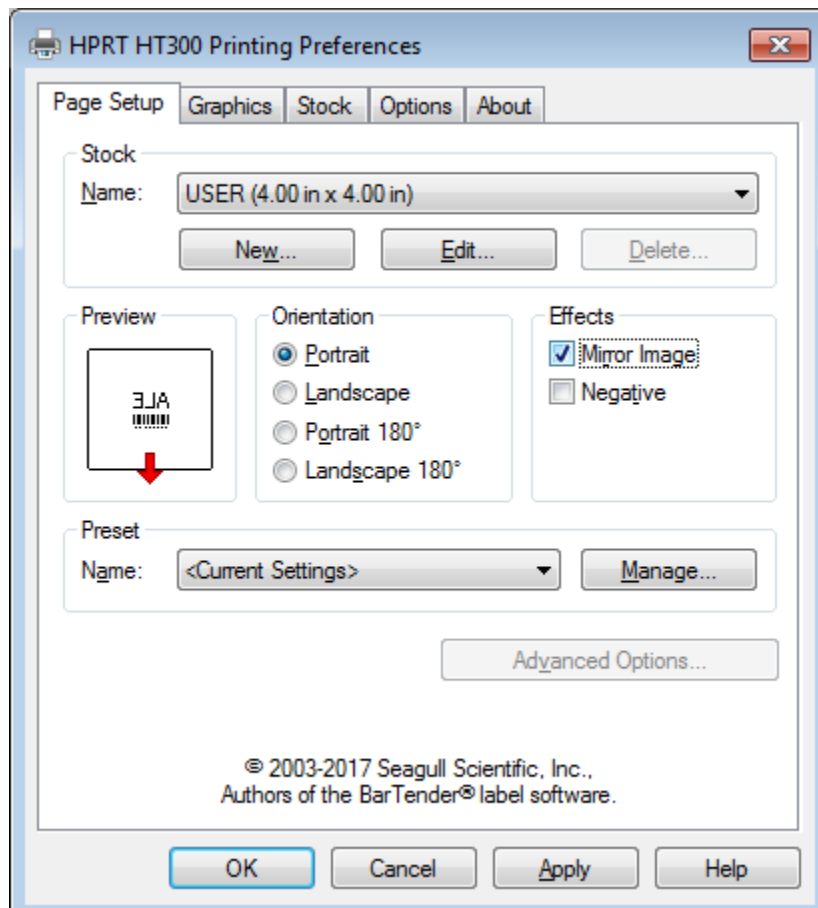 HPRT HT300 Printing Preferences
Page Setup Graphics Stock Options About
Stock
Name: USER (4.00 in x 4.00 in)
New... Edit... Delete...
Preview Orientation Effects
Portrait Mirror Image
Landscape Negative
ALE
Portrait 180°
Landscape 180°
Preset
Name: <Current Settings> Manage...
Advanced Options...
© 2003-2017 Seagull Scientific, Inc.,
Authors of the BarTender® label software.
OK Cancel Apply Help